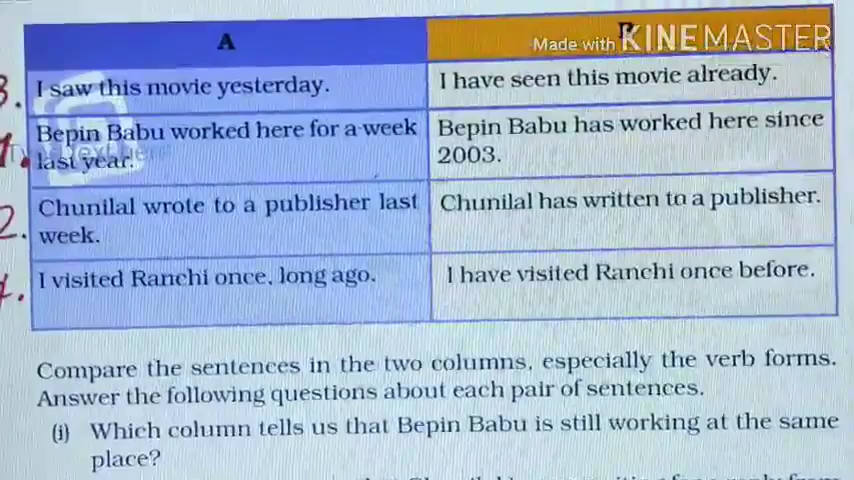 A
B
Made with KINEMASTER
3. I saw this movie yesterday.
I have seen this movie already.
1. Bepin Babu worked here for a week
last year.
Bepin Babu has worked here since
2003.
2. Chunilal wrote to a publisher last
week.
Chunilal has written to a publisher.
4. I visited Ranchi once, long ago.
I have visited Ranchi once before.
Compare the sentences in the two columns, especially the verb forms.
Answer the following questions about each pair of sentences.
(i) Which column tells us that Bepin Babu is still working at the same
place?